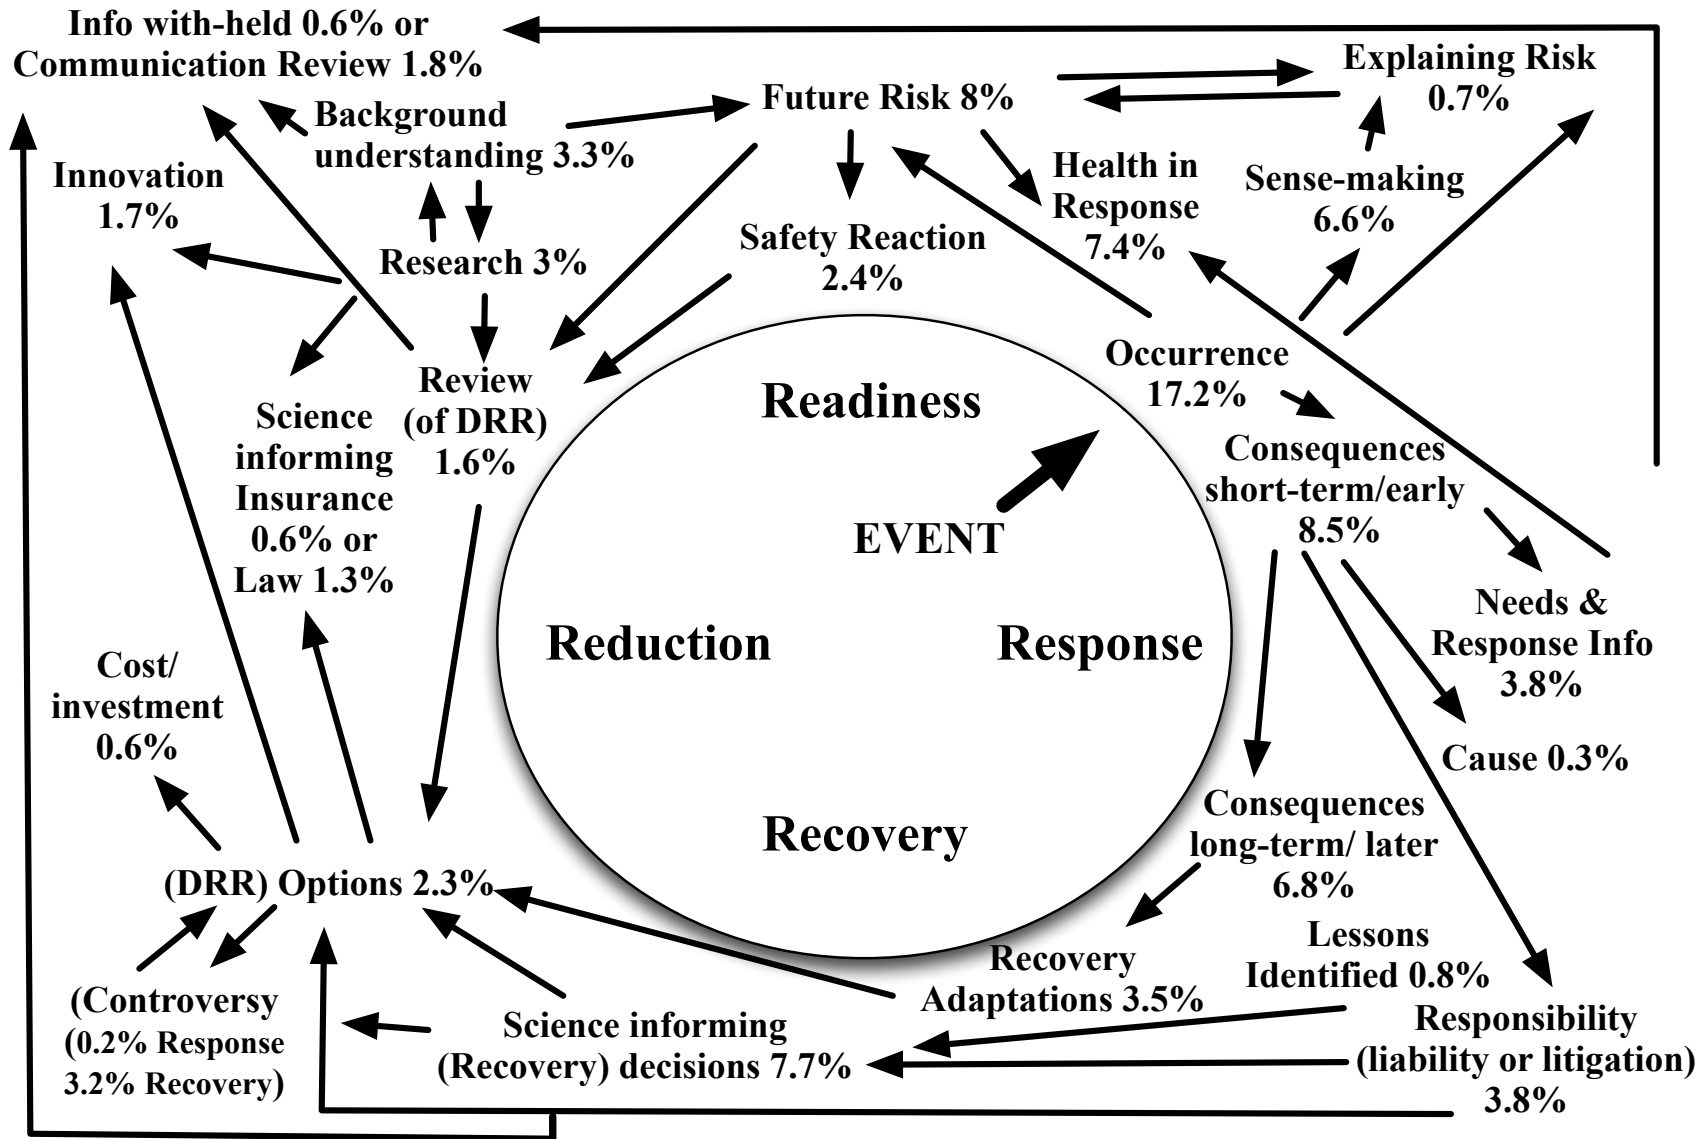 Info with-held 0.6% or
Communication Review 1.8%
Background
understanding 3.3%
Future Risk 8%
Explaining Risk
0.7%
Innovation
1.7%
Research 3%
Safety Reaction
2.4%
Health in
Response
7.4%
Sense-making
6.6%
Review
(of DRR)
1.6%
Science
informing
Insurance
0.6% or
Law 1.3%
Readiness
EVENT
Reduction
Response
Recovery
Occurrence
17.2%
Consequences
short-term/early
8.5%
Needs &
Response Info
3.8%
Cause 0.3%
Cost/
investment
0.6%
Consequences
long-term/ later
6.8%
(DRR) Options 2.3%
Lessons
Identified 0.8%
Recovery
Adaptations 3.5%
(Controversy
(0.2% Response
3.2% Recovery)
Science informing
(Recovery) decisions 7.7%
Responsibility
(liability or litigation)
3.8%